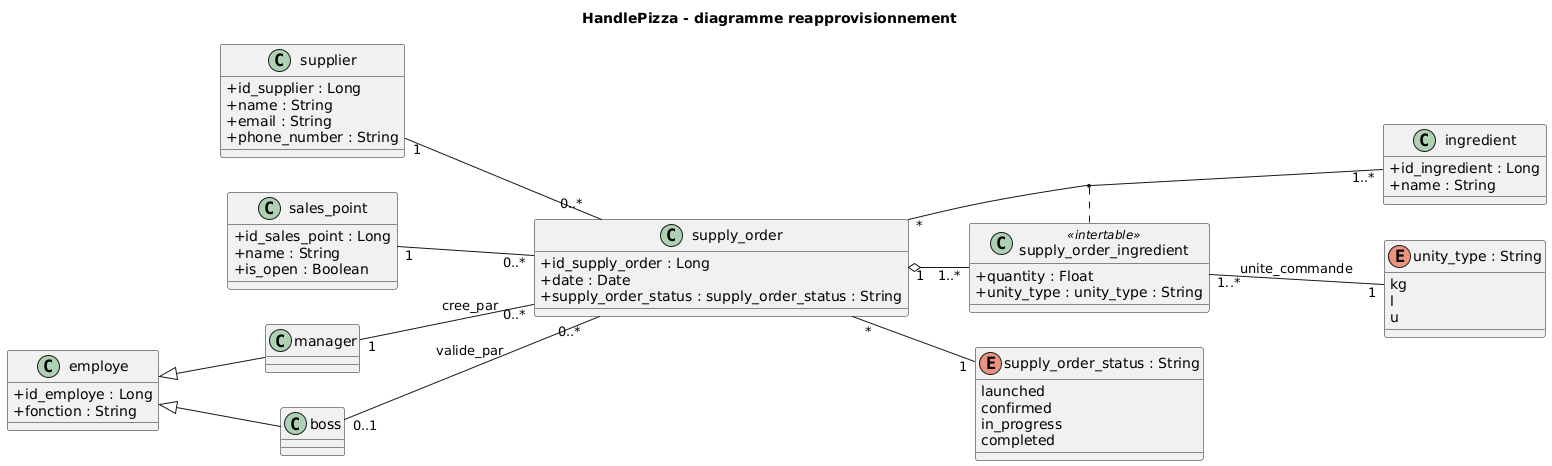 HandlePizza - diagramme reapprovisionnement
C supplier
+id_supplier : Long
+name : String
+email : String
+phone_number : String
1
0..*
C sales_point
+id_sales_point : Long
+name : String
+is_open : Boolean
1
0..*
C employe
+id_employe : Long
+fonction : String
C manager
1
cree_par
0..*
C boss
0..1
valide_par
0..*
C supply_order
+id_supply_order : Long
+date : Date
+supply_order_status : supply_order_status : String
*
1..*
1
1..*
*
1
«intertable»
C supply_order_ingredient
+quantity : Float
+unity_type : unity_type : String
E supply_order_status : String
launched
confirmed
in_progress
completed
C ingredient
+id_ingredient : Long
+name : String
unite_commande
1..*
1
E unity_type : String
kg
l
u